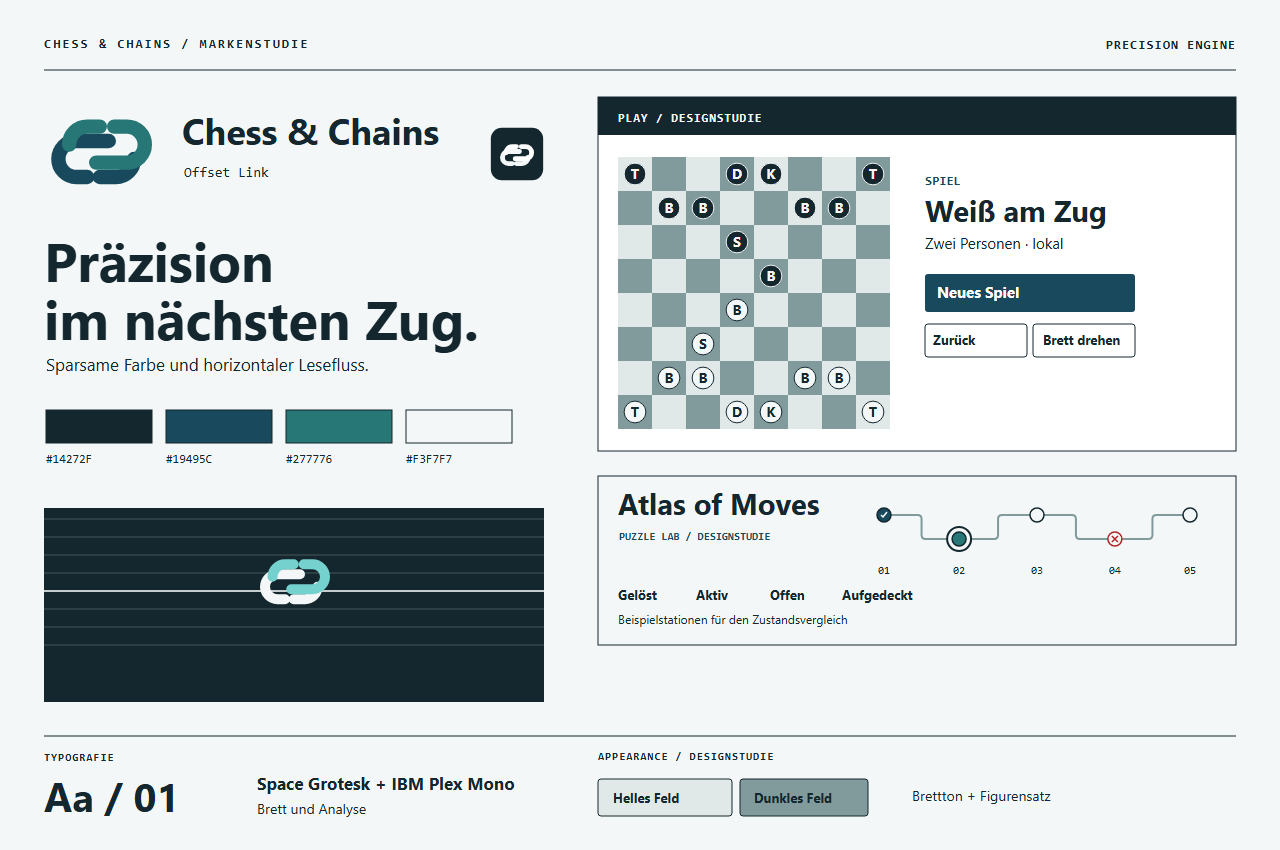 CHESS & CHAINS / MARKENSTUDIE
PRECISION ENGINE
Chess & Chains
Offset Link
Präzision
im nächsten Zug.
Sparsame Farbe und horizontaler Lesefluss.
#14272F
#19495C
#277776
#F3F7F7
PLAY / DESIGNSTUDIE
T D K T
B B B B
S
B
B
S
B B B B
T D K T
SPIEL
Weiß am Zug
Zwei Personen · lokal
Neues Spiel
Zurück
Brett drehen
Atlas of Moves
PUZZLE LAB / DESIGNSTUDIE
01 02 03 04 05
Gelöst Aktiv Offen Aufgedeckt
Beispielstationen für den Zustandsvergleich
TYPOGRAFIE
Aa / 01
Space Grotesk + IBM Plex Mono
Brett und Analyse
APPEARANCE / DESIGNSTUDIE
Helles Feld
Dunkles Feld
Brettton + Figurensatz